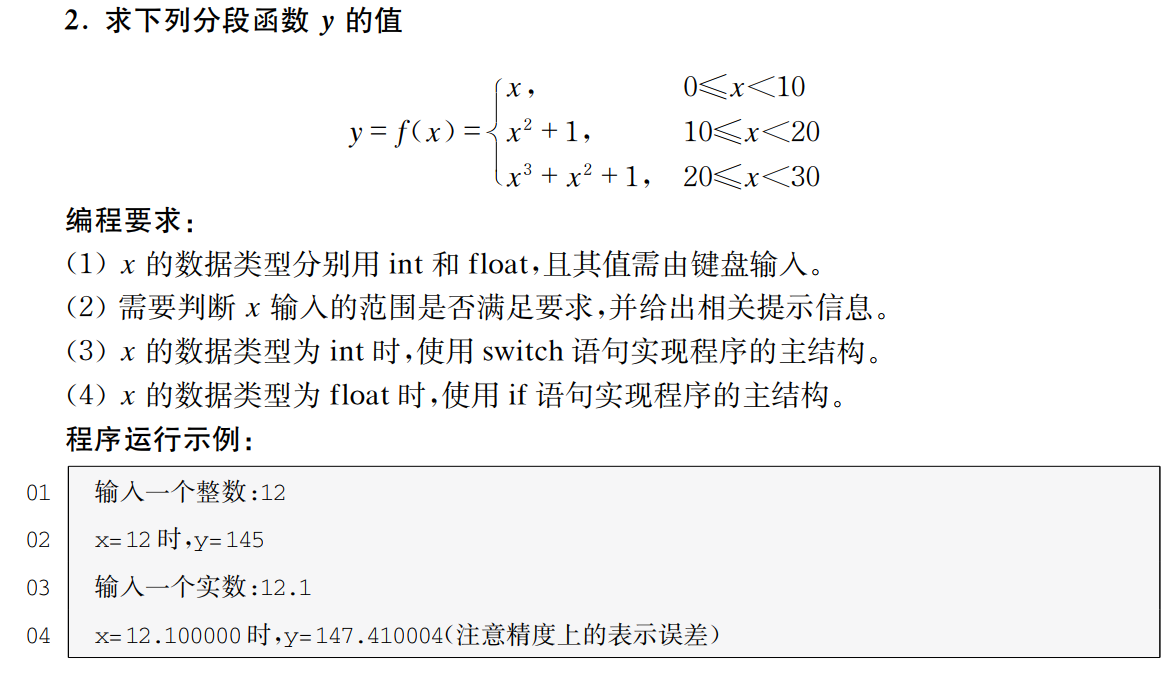 2. 求下列分段函数 y 的值
x, 0≤x<10
y=f(x)={x²+1, 10≤x<20
x³+x²+1, 20≤x<30
编程要求:
(1) x 的数据类型分别用 int 和 float,且其值需由键盘输入。
(2) 需要判断 x 输入的范围是否满足要求,并给出相关提示信息。
(3) x 的数据类型为 int 时,使用 switch 语句实现程序的主结构。
(4) x 的数据类型为 float 时,使用 if 语句实现程序的主结构。
程序运行示例:
01 输入一个整数:12
02 x=12时,y=145
03 输入一个实数:12.1
04 x=12.100000时,y=147.410004(注意精度上的表示误差)